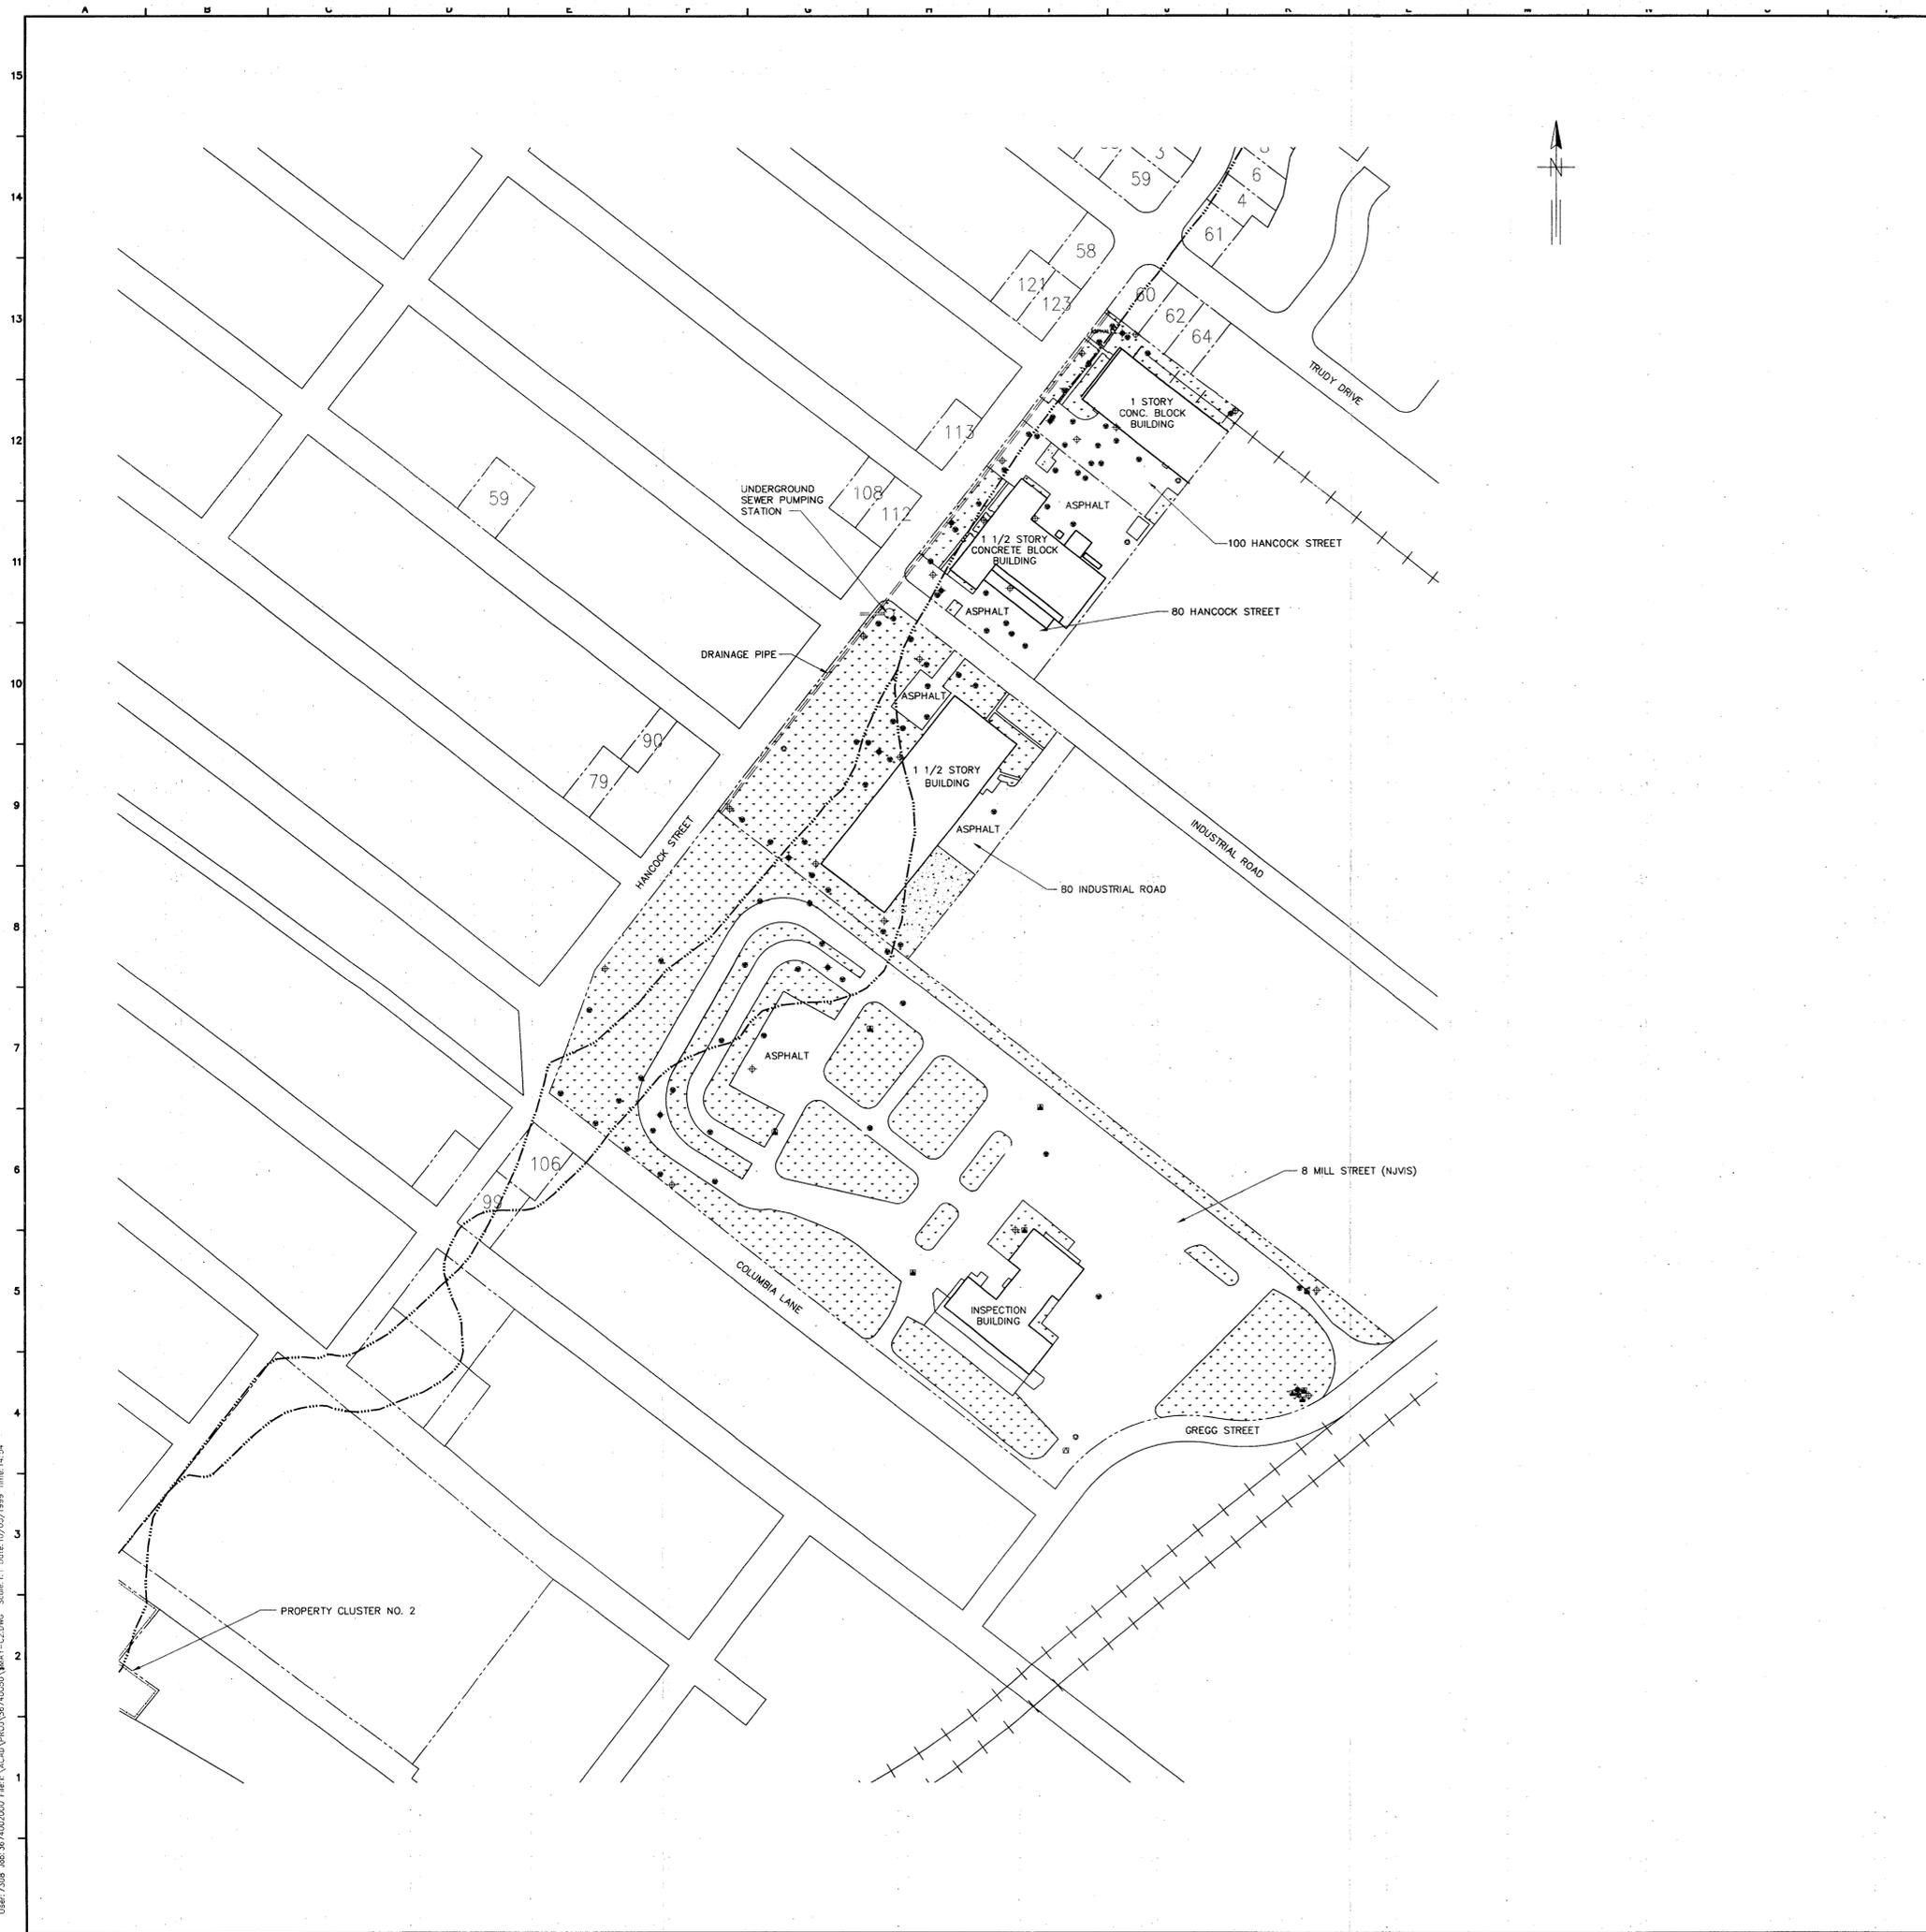 A B C D E F G H I J K L M N O
15
14
13
12
11
10
9
8
7
6
5
4
3
2
1
N
3
59
6
4
61
58
121
123
60
62
64
TRUDY DRIVE
ASPHALT
1 STORY
CONC. BLOCK
BUILDING
113
59
108
112
UNDERGROUND
SEWER PUMPING
STATION
ASPHALT
1 1/2 STORY
CONCRETE BLOCK
BUILDING
100 HANCOCK STREET
ASPHALT
80 HANCOCK STREET
DRAINAGE PIPE
ASPHALT
90
79
1 1/2 STORY
BUILDING
ASPHALT
HANCOCK STREET
INDUSTRIAL ROAD
80 INDUSTRIAL ROAD
ASPHALT
106
99
8 MILL STREET (NJVIS)
COLUMBIA LANE
INSPECTION
BUILDING
GREGG STREET
PROPERTY CLUSTER NO. 2